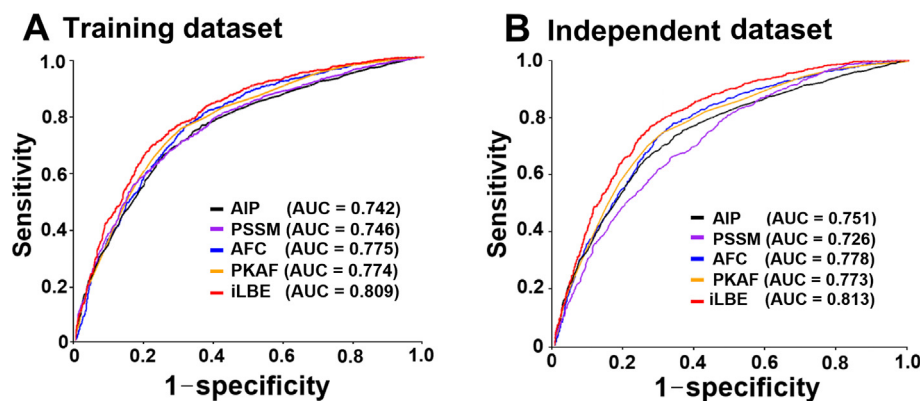 A Training dataset
1.0
0.8
0.6
0.4
0.2
0
Sensitivity
AIP (AUC = 0.742)
PSSM (AUC = 0.746)
AFC (AUC = 0.775)
PKAF (AUC = 0.774)
iLBE (AUC = 0.809)
0 0.2 0.4 0.6 0.8 1.0
1−specificity
B Independent dataset
1.0
0.8
0.6
0.4
0.2
0
Sensitivity
AIP (AUC = 0.751)
PSSM (AUC = 0.726)
AFC (AUC = 0.778)
PKAF (AUC = 0.773)
iLBE (AUC = 0.813)
0 0.2 0.4 0.6 0.8 1.0
1−specificity